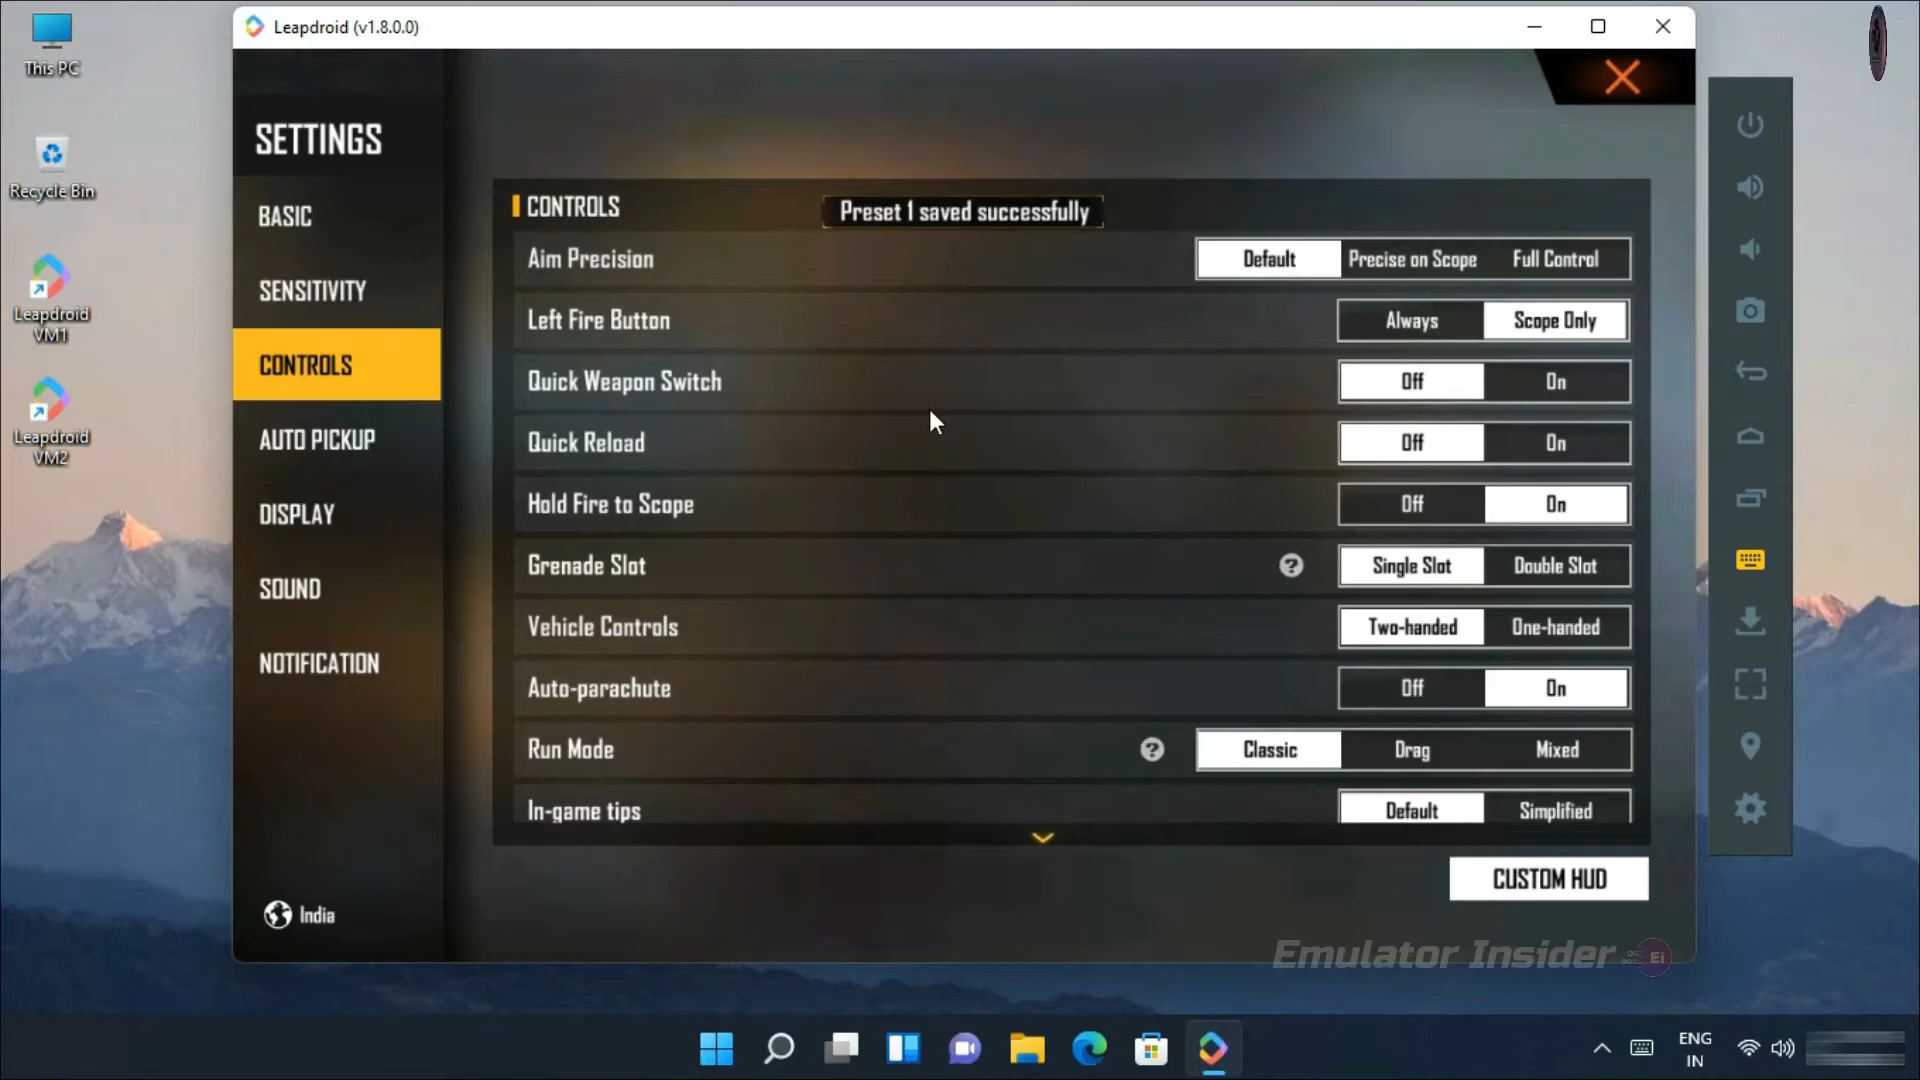 Leapdroid (v1.8.0.0)
This PC
Recycle Bin
Leapdroid
VM1
Leapdroid
VM2
SETTINGS
BASIC
SENSITIVITY
CONTROLS
AUTO PICKUP
DISPLAY
SOUND
NOTIFICATION
India
CONTROLS
Preset 1 saved successfully
Aim Precision Default Precise on Scope Full Control
Left Fire Button Always Scope Only
Quick Weapon Switch Off On
Quick Reload Off On
Hold Fire to Scope Off On
Grenade Slot ? Single Slot Double Slot
Vehicle Controls Two-handed One-handed
Auto-parachute Off On
Run Mode ? Classic Drag Mixed
In-game tips Default Simplified
CUSTOM HUD
Emulator Insider Ei
ENG
IN